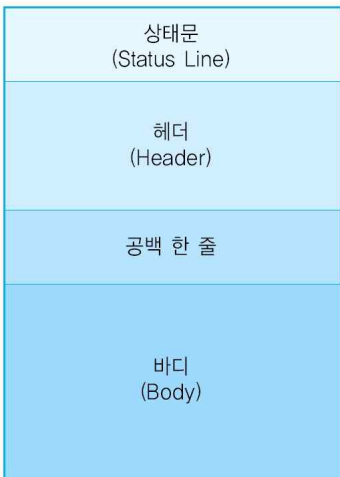 상태문
(Status Line)
헤더
(Header)
공백 한 줄
바디
(Body)